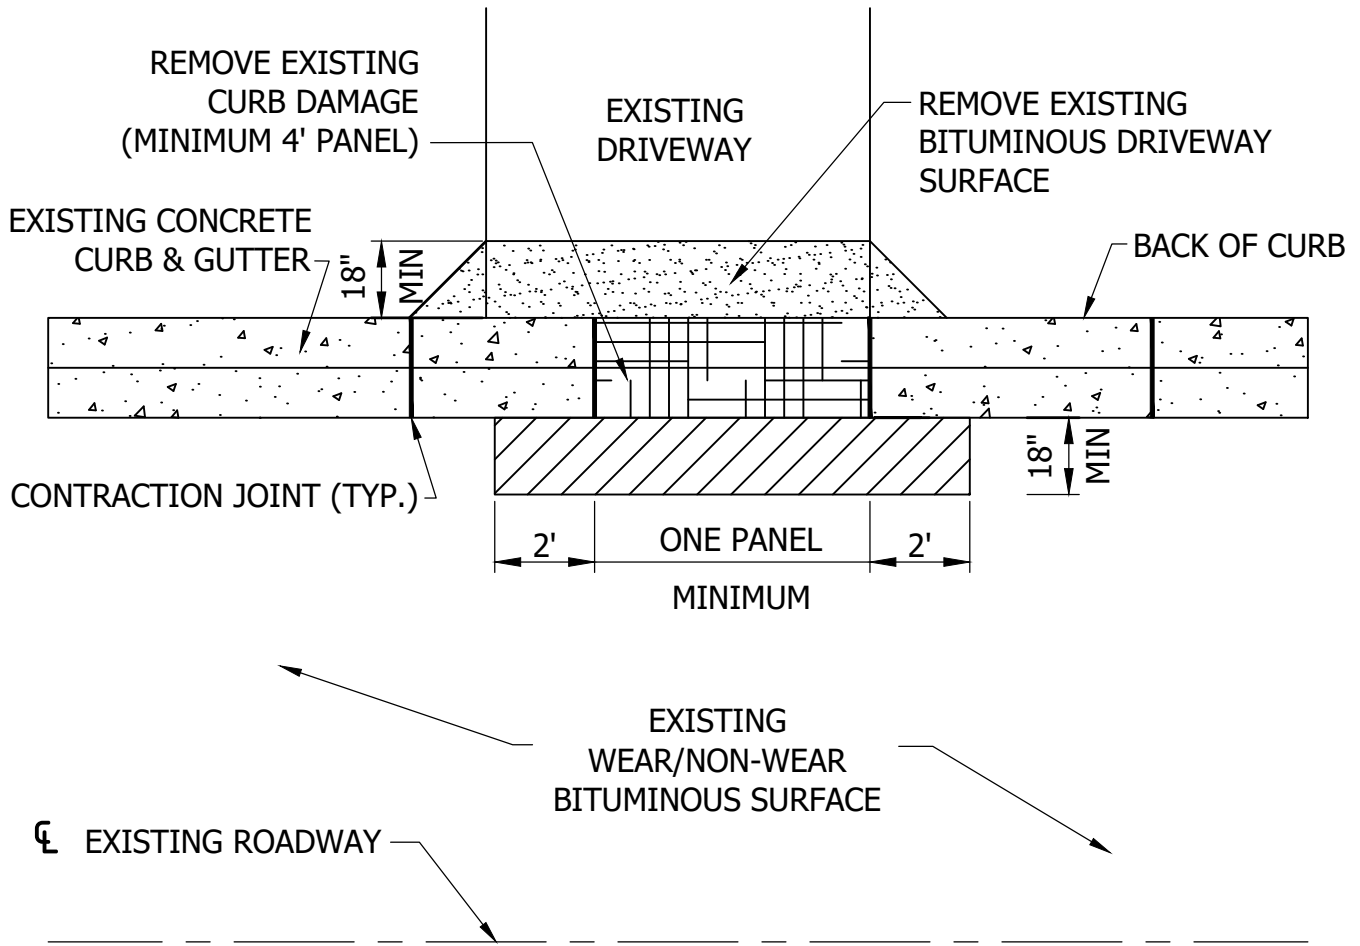 REMOVE EXISTING
CURB DAMAGE
(MINIMUM 4' PANEL)
EXISTING
DRIVEWAY
REMOVE EXISTING
BITUMINOUS DRIVEWAY
SURFACE
EXISTING CONCRETE
CURB & GUTTER
18"
MIN
BACK OF CURB
CONTRACTION JOINT (TYP.)
18"
MIN
2'
ONE PANEL
2'
MINIMUM
EXISTING
WEAR/NON-WEAR
BITUMINOUS SURFACE
℄ EXISTING ROADWAY